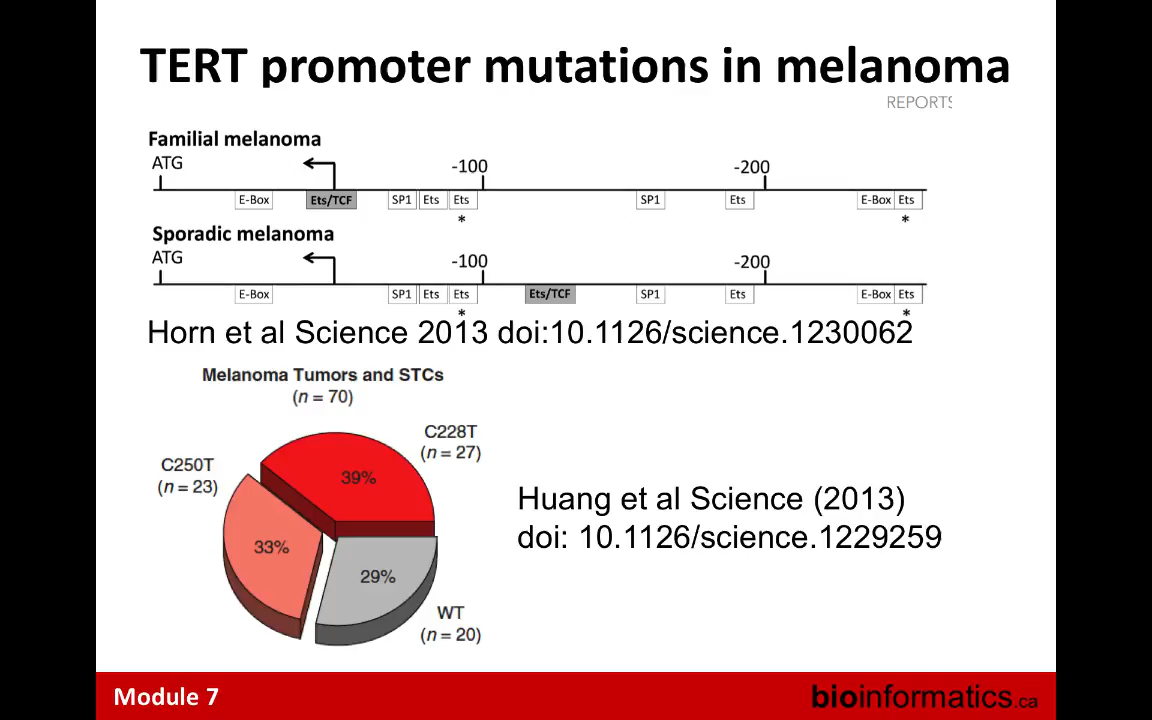 TERT promoter mutations in melanoma
REPORTS
Familial melanoma
ATG -100 -200
E-Box Ets/TCF SP1 Ets Ets SP1 Ets E-Box Ets
* *
Sporadic melanoma
ATG -100 -200
E-Box SP1 Ets Ets Ets/TCF SP1 Ets E-Box Ets
* *
Horn et al Science 2013 doi:10.1126/science.1230062
Melanoma Tumors and STCs
(n = 70)
C228T
(n = 27)
39%
C250T
(n = 23)
33%
29%
WT
(n = 20)
Huang et al Science (2013)
doi: 10.1126/science.1229259
Module 7
bioinformatics.ca